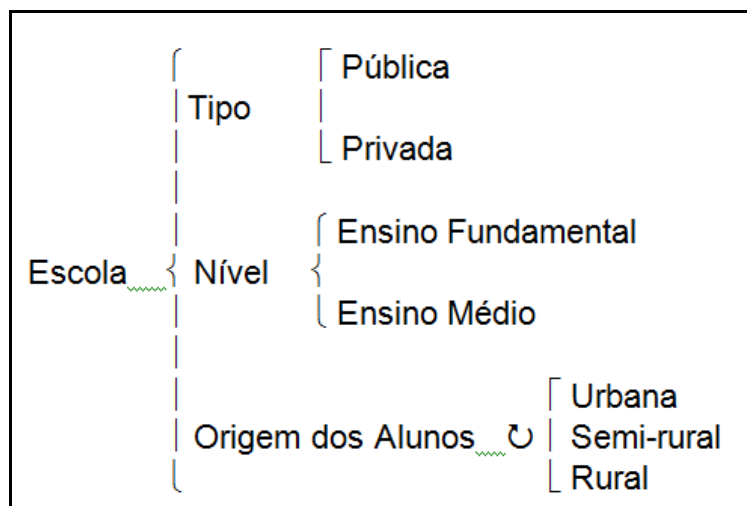 Pública
Tipo
Privada
Ensino Fundamental
Escola Nível
Ensino Médio
Urbana
Origem dos Alunos ↻ Semi-rural
Rural